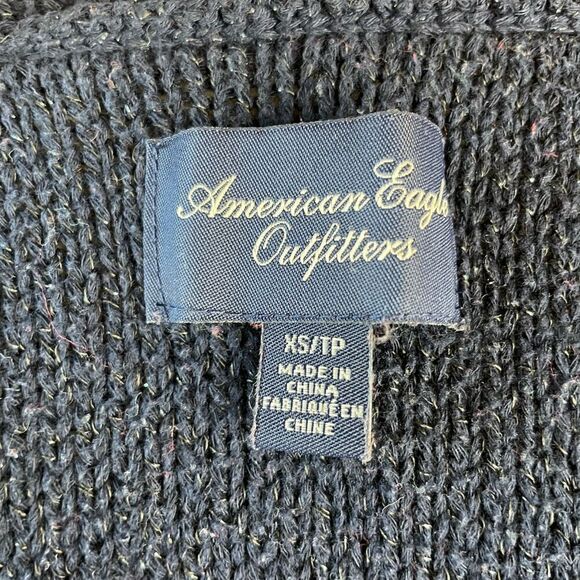 American Eagle
Outfitters
XS/TP
MADE IN
CHINA
FABRIQUÉ EN
CHINE